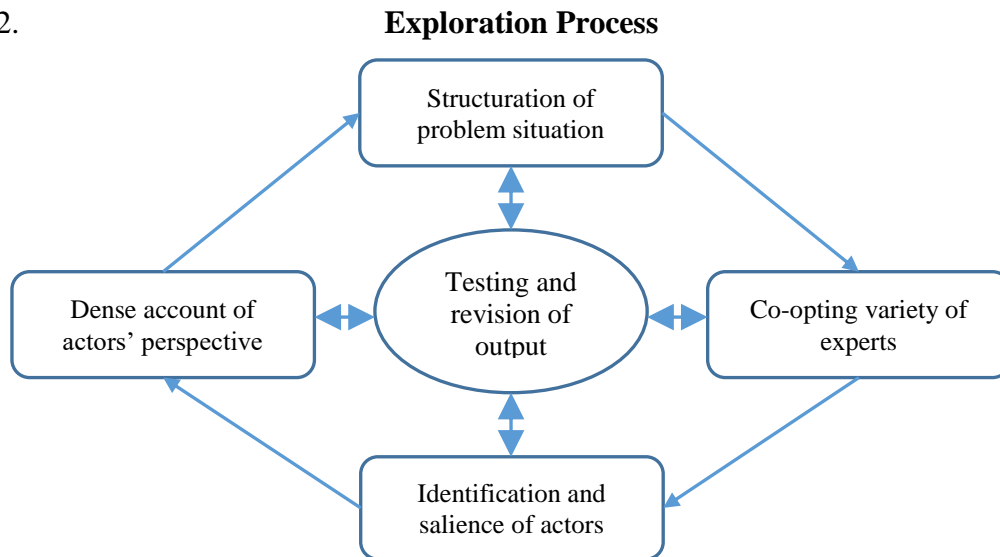 2.
Exploration Process
Structuration of
problem situation
Dense account of
actors’ perspective
Testing and
revision of
output
Co-opting variety of
experts
Identification and
salience of actors